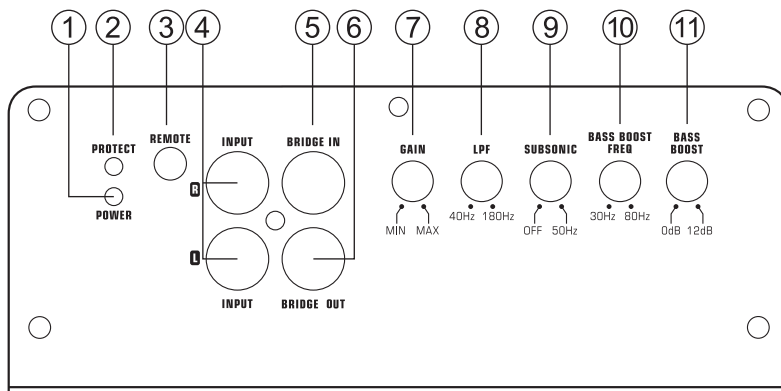 1 2 3 4 5 6 7 8 9 10 11
PROTECT
POWER
REMOTE
INPUT
BRIDGE IN
R
L
INPUT
BRIDGE OUT
GAIN
MIN MAX
LPF
40Hz 180Hz
SUBSONIC
OFF 50Hz
BASS BOOST
FREQ
30Hz 80Hz
BASS
BOOST
0dB 12dB